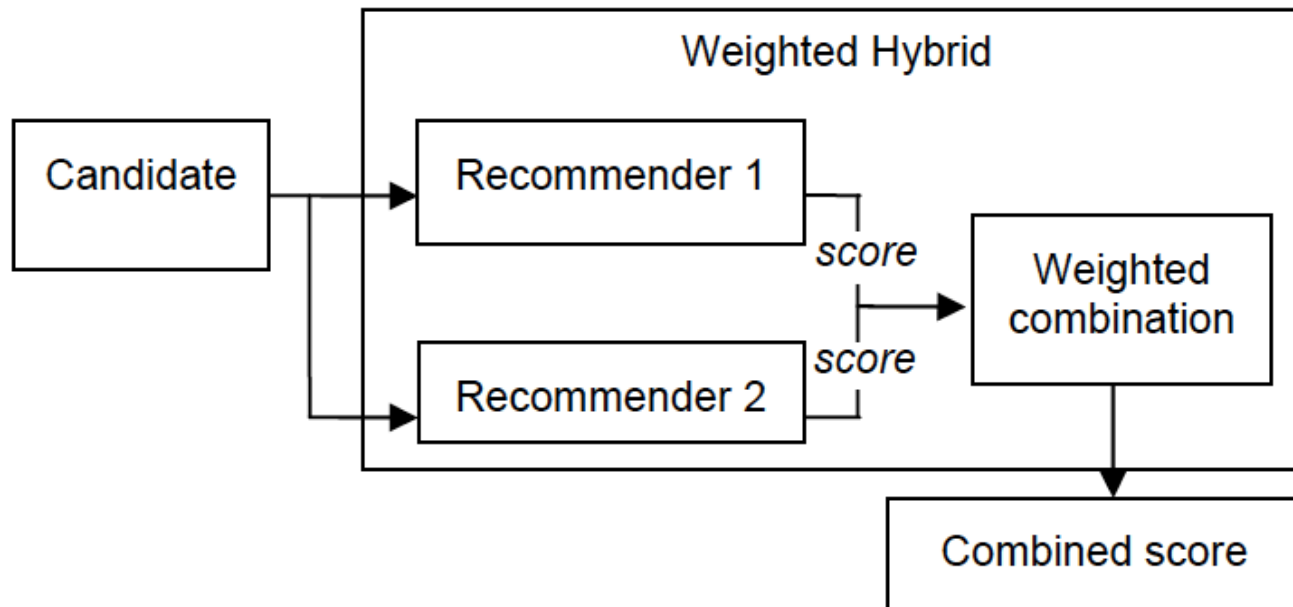 Weighted Hybrid
Candidate
Recommender 1
score
Weighted
combination
score
Recommender 2
Combined score